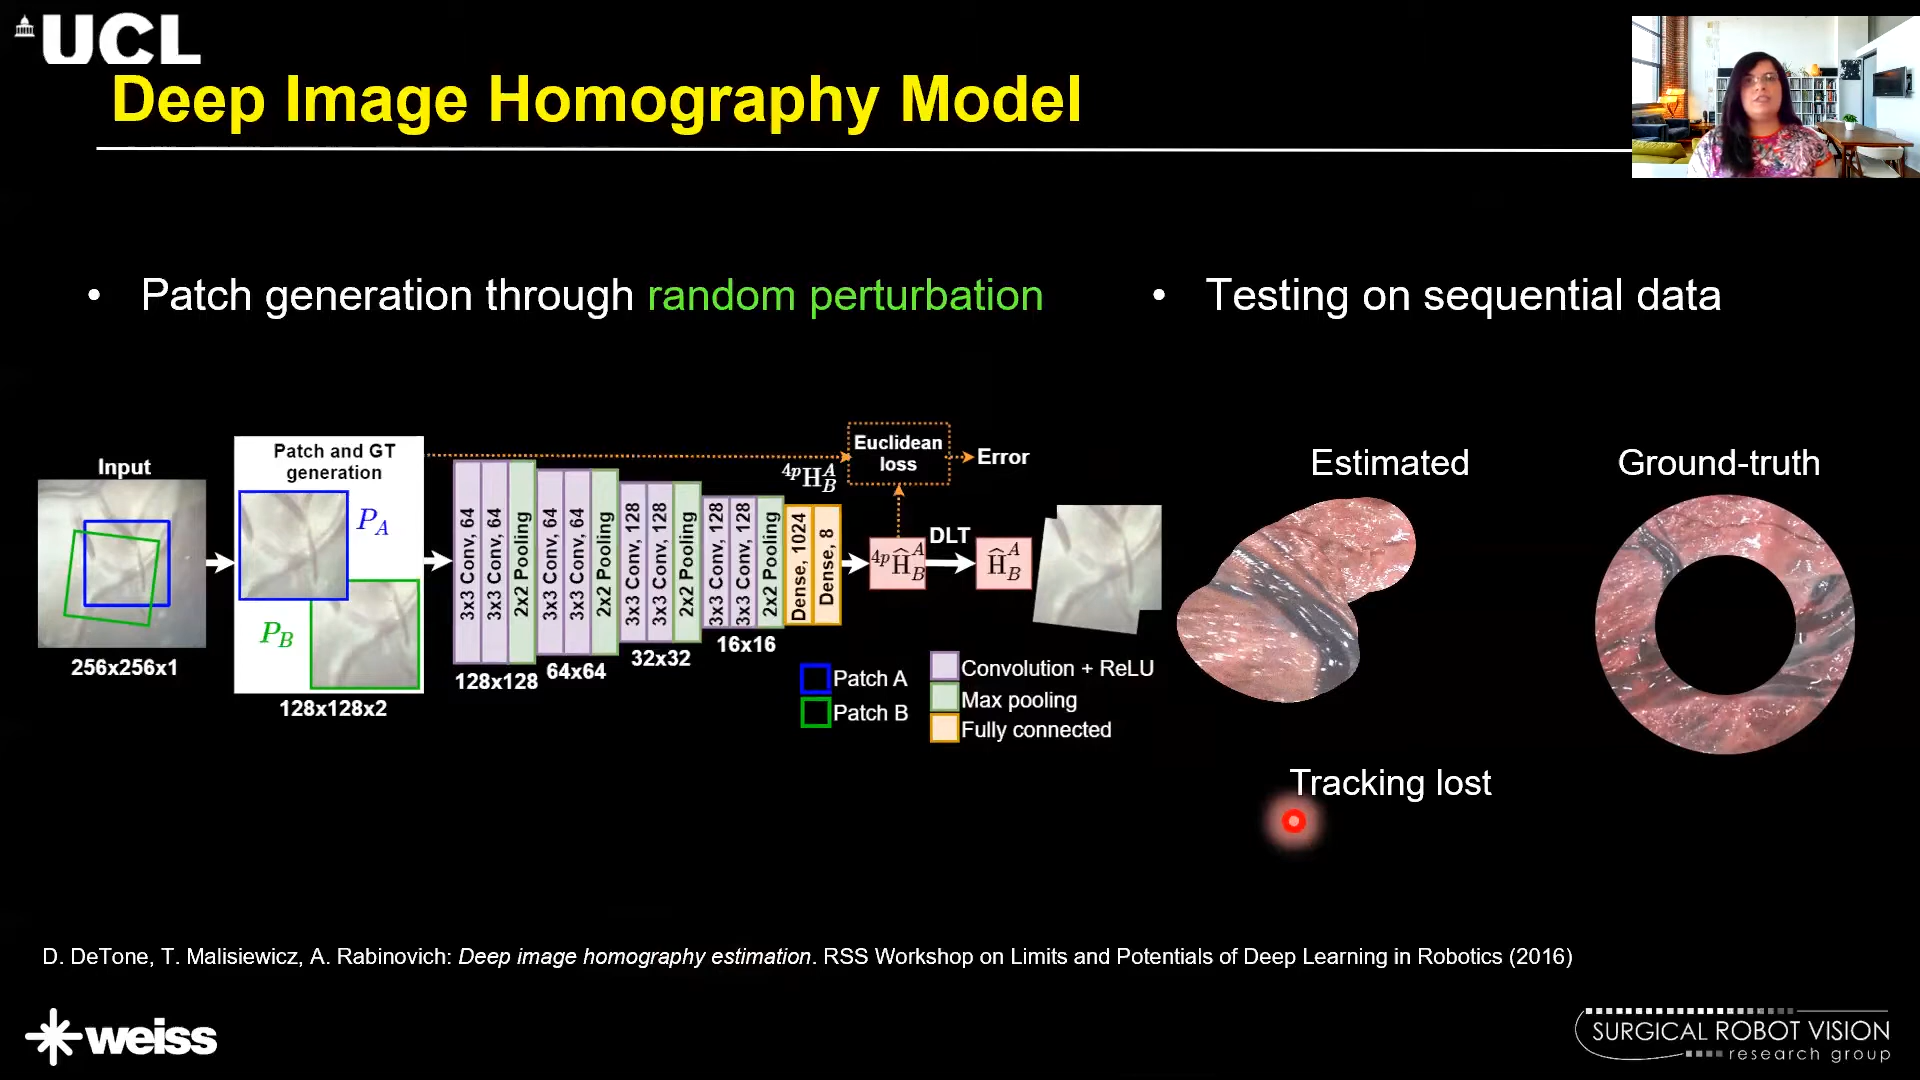 UCL
Deep Image Homography Model
• Patch generation through random perturbation
• Testing on sequential data
Input
256x256x1
Patch and GT
generation
P_A
P_B
128x128x2
3x3 Conv, 64
3x3 Conv, 64
2x2 Pooling
128x128
3x3 Conv, 64
3x3 Conv, 64
2x2 Pooling
64x64
3x3 Conv, 128
3x3 Conv, 128
2x2 Pooling
32x32
3x3 Conv, 128
3x3 Conv, 128
2x2 Pooling
16x16
Dense, 1024
Dense, 8
⁴ᵖH_B^A
Euclidean
loss
Error
⁴ᵖĤ_B^A
DLT
Ĥ_B^A
Patch A
Patch B
Convolution + ReLU
Max pooling
Fully connected
Estimated
Ground-truth
Tracking lost
D. DeTone, T. Malisiewicz, A. Rabinovich: Deep image homography estimation. RSS Workshop on Limits and Potentials of Deep Learning in Robotics (2016)
weiss
SURGICAL ROBOT VISION
research group